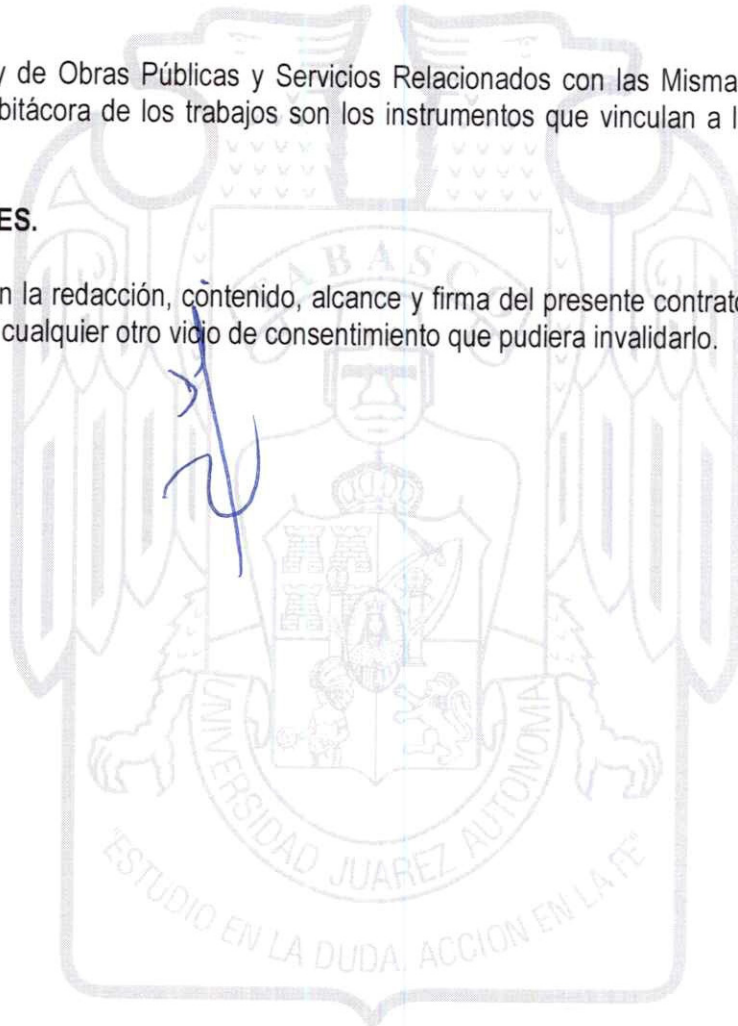 y de Obras Públicas y Servicios Relacionados con las Misma
bitácora de los trabajos son los instrumentos que vinculan a l
ES.
n la redacción, contenido, alcance y firma del presente contrato
cualquier otro vicio de consentimiento que pudiera invalidarlo.
TABASCO
UNIVERSIDAD JUAREZ AUTONOMA
"ESTUDIO EN LA DUDA. ACCION EN LA FE"